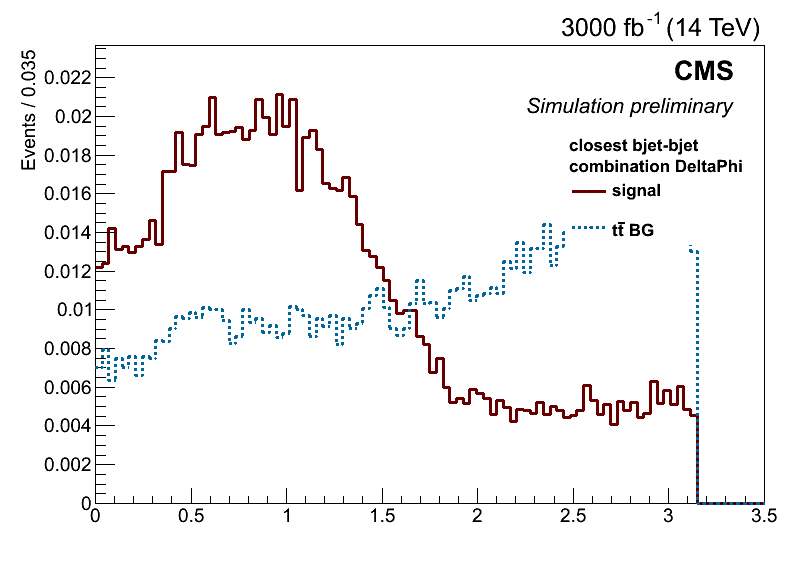 3000 fb⁻¹ (14 TeV)
Events / 0.035
CMS
Simulation preliminary
closest bjet-bjet
combination DeltaPhi
signal
tt̄ BG
0.022
0.02
0.018
0.016
0.014
0.012
0.01
0.008
0.006
0.004
0.002
0
0 0.5 1 1.5 2 2.5 3 3.5